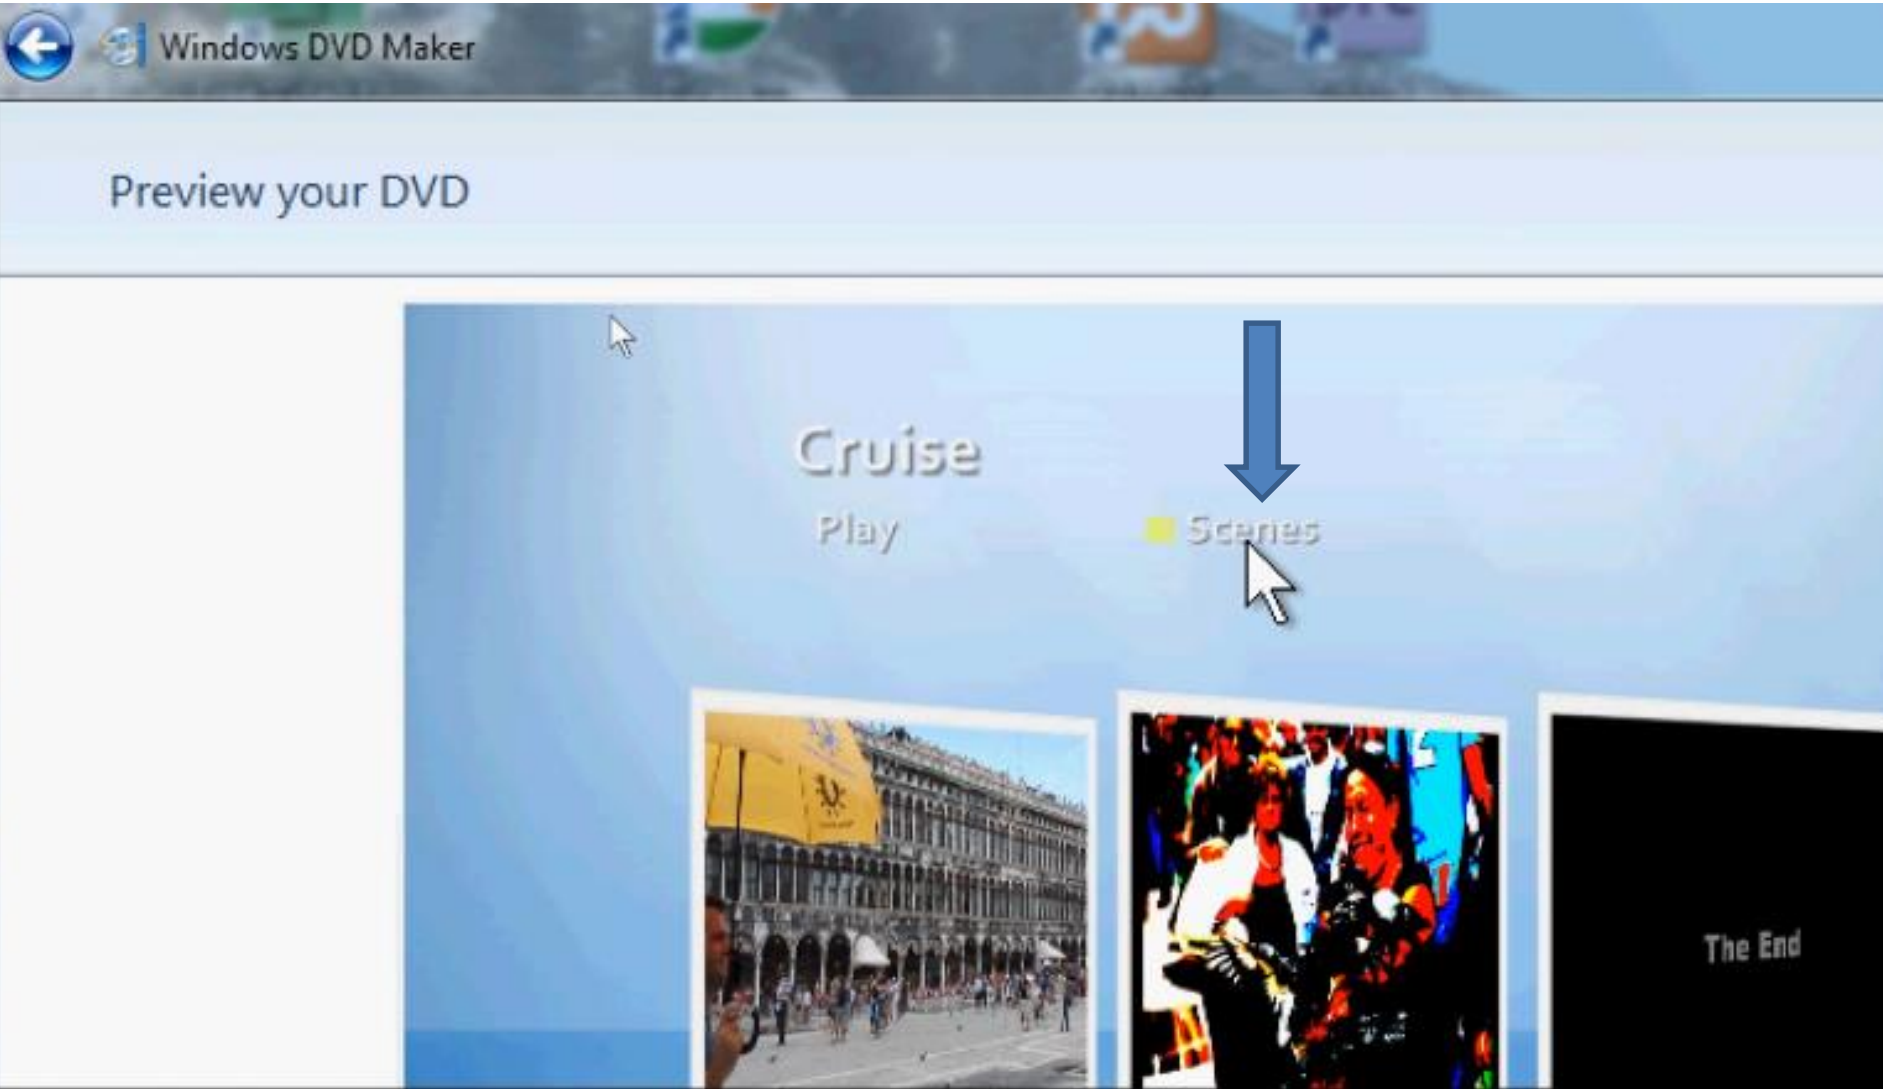 Windows DVD Maker
Preview your DVD
Cruise
Play
Scenes
The End